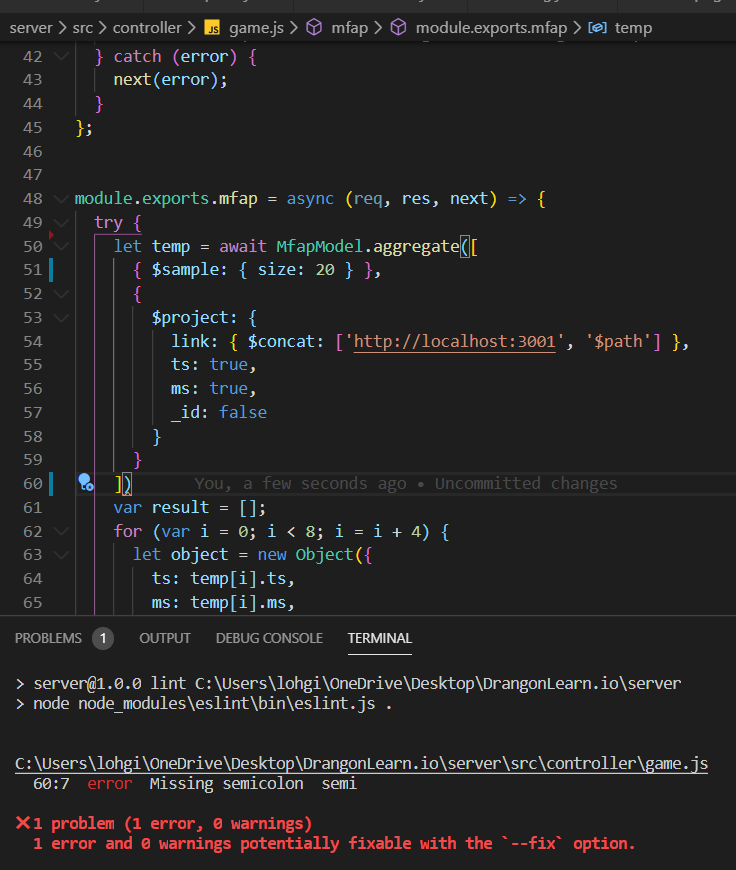 server > src > controller > JS game.js > mfap > module.exports.mfap > temp
42 } catch (error) {
43 next(error);
44 }
45 };
46
47
48 module.exports.mfap = async (req, res, next) => {
49 try {
50 let temp = await MfapModel.aggregate([
51 { $sample: { size: 20 } },
52 {
53 $project: {
54 link: { $concat: ['http://localhost:3001', '$path'] },
55 ts: true,
56 ms: true,
57 _id: false
58 }
59 }
60 ]) You, a few seconds ago • Uncommitted changes
61 var result = [];
62 for (var i = 0; i < 8; i = i + 4) {
63 let object = new Object({
64 ts: temp[i].ts,
65 ms: temp[i].ms,
PROBLEMS 1 OUTPUT DEBUG CONSOLE TERMINAL
> server@1.0.0 lint C:\Users\lohgi\OneDrive\Desktop\DrangonLearn.io\server
> node node_modules\eslint\bin\eslint.js .
C:\Users\lohgi\OneDrive\Desktop\DrangonLearn.io\server\src\controller\game.js
60:7 error Missing semicolon semi
✖ 1 problem (1 error, 0 warnings)
1 error and 0 warnings potentially fixable with the `--fix` option.